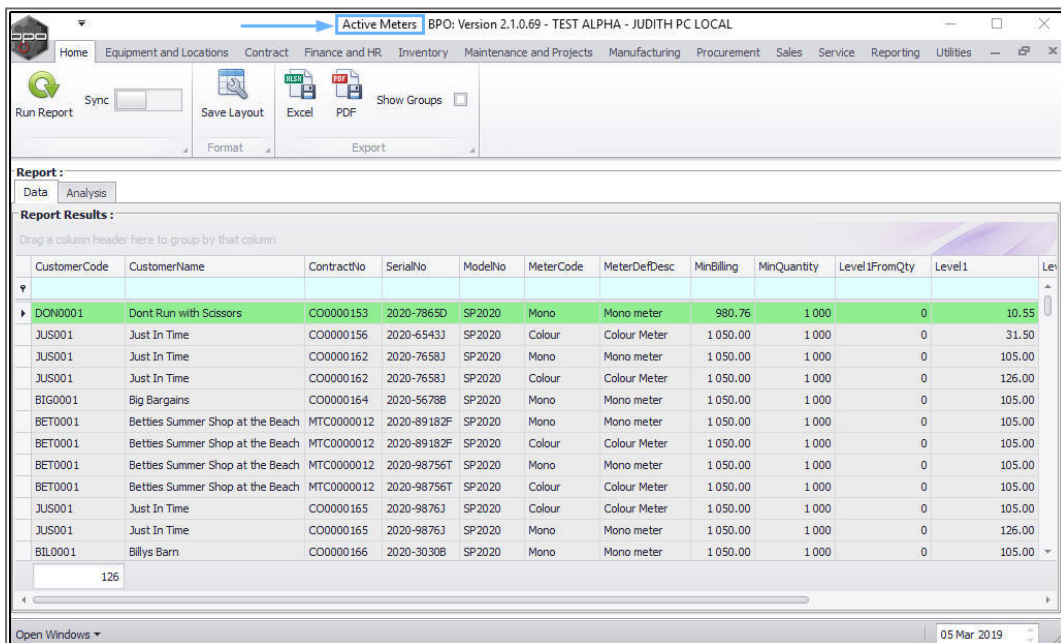 Active Meters BPO: Version 2.1.0.69 - TEST ALPHA - JUDITH PC LOCAL
bpo
Home Equipment and Locations Contract Finance and HR Inventory Maintenance and Projects Manufacturing Procurement Sales Service Reporting Utilities
Run Report Sync Save Layout XLSX Excel PDF PDF Show Groups
Format Export
Report :
Data Analysis
Report Results :
Drag a column header here to group by that column
CustomerCode CustomerName ContractNo SerialNo ModelNo MeterCode MeterDefDesc MinBilling MinQuantity Level1FromQty Level1 Lev
DON0001 Dont Run with Scissors CO0000153 2020-7865D SP2020 Mono Mono meter 980.76 1 000 0 10.55
JUS001 Just In Time CO0000156 2020-6543J SP2020 Colour Colour Meter 1 050.00 1 000 0 31.50
JUS001 Just In Time CO0000162 2020-7658J SP2020 Mono Mono meter 1 050.00 1 000 0 105.00
JUS001 Just In Time CO0000162 2020-7658J SP2020 Colour Colour Meter 1 050.00 1 000 0 126.00
BIG0001 Big Bargains CO0000164 2020-5678B SP2020 Mono Mono meter 1 050.00 1 000 0 105.00
BET0001 Betties Summer Shop at the Beach MTC0000012 2020-89182F SP2020 Mono Mono meter 1 050.00 1 000 0 105.00
BET0001 Betties Summer Shop at the Beach MTC0000012 2020-89182F SP2020 Colour Colour Meter 1 050.00 1 000 0 105.00
BET0001 Betties Summer Shop at the Beach MTC0000012 2020-98756T SP2020 Mono Mono meter 1 050.00 1 000 0 105.00
BET0001 Betties Summer Shop at the Beach MTC0000012 2020-98756T SP2020 Colour Colour Meter 1 050.00 1 000 0 105.00
JUS001 Just In Time CO0000165 2020-9876J SP2020 Colour Colour Meter 1 050.00 1 000 0 105.00
JUS001 Just In Time CO0000165 2020-9876J SP2020 Mono Mono meter 1 050.00 1 000 0 126.00
BIL0001 Billys Barn CO0000166 2020-3030B SP2020 Mono Mono meter 1 050.00 1 000 0 105.00
126
Open Windows 05 Mar 2019